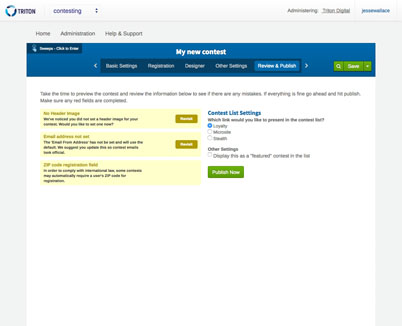 TRITON
contesting
Administering: Triton Digital
jessewallace
Home Administration Help & Support
Sweeps - Click to Enter
My new contest
Basic Settings Registration Designer Other Settings Review & Publish
Save
Take the time to preview the contest and review the information below to see if there are any mistakes. If everything is fine go ahead and hit publish.
Make sure any red fields are completed.
No Header Image
We've noticed you did not set a header image for your
contest. Would you like to set one now?
Revisit
Email address not set
The 'Email From Address' has not be set and will use the
default. We suggest you update this so contest emails
look official.
Revisit
ZIP code registration field
In order to comply with international law, some contests
may automatically require a user's ZIP code for
registration.
Contest List Settings
Which link would you like to present in the contest list?
Loyalty
Microsite
Stealth
Other Settings
Display this as a "featured" contest in the list
Publish Now